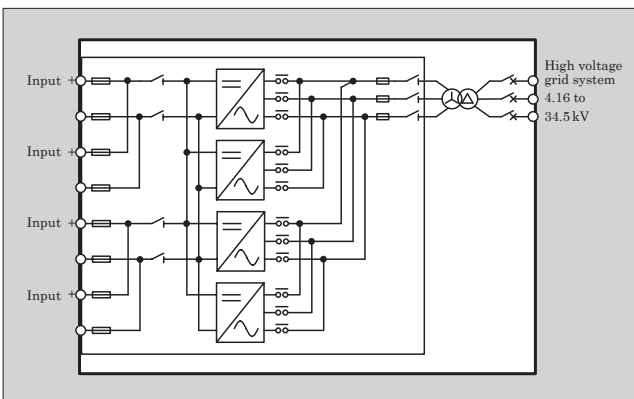 Input +
Input +
Input +
Input +
High voltage
grid system
4.16 to
34.5 kV